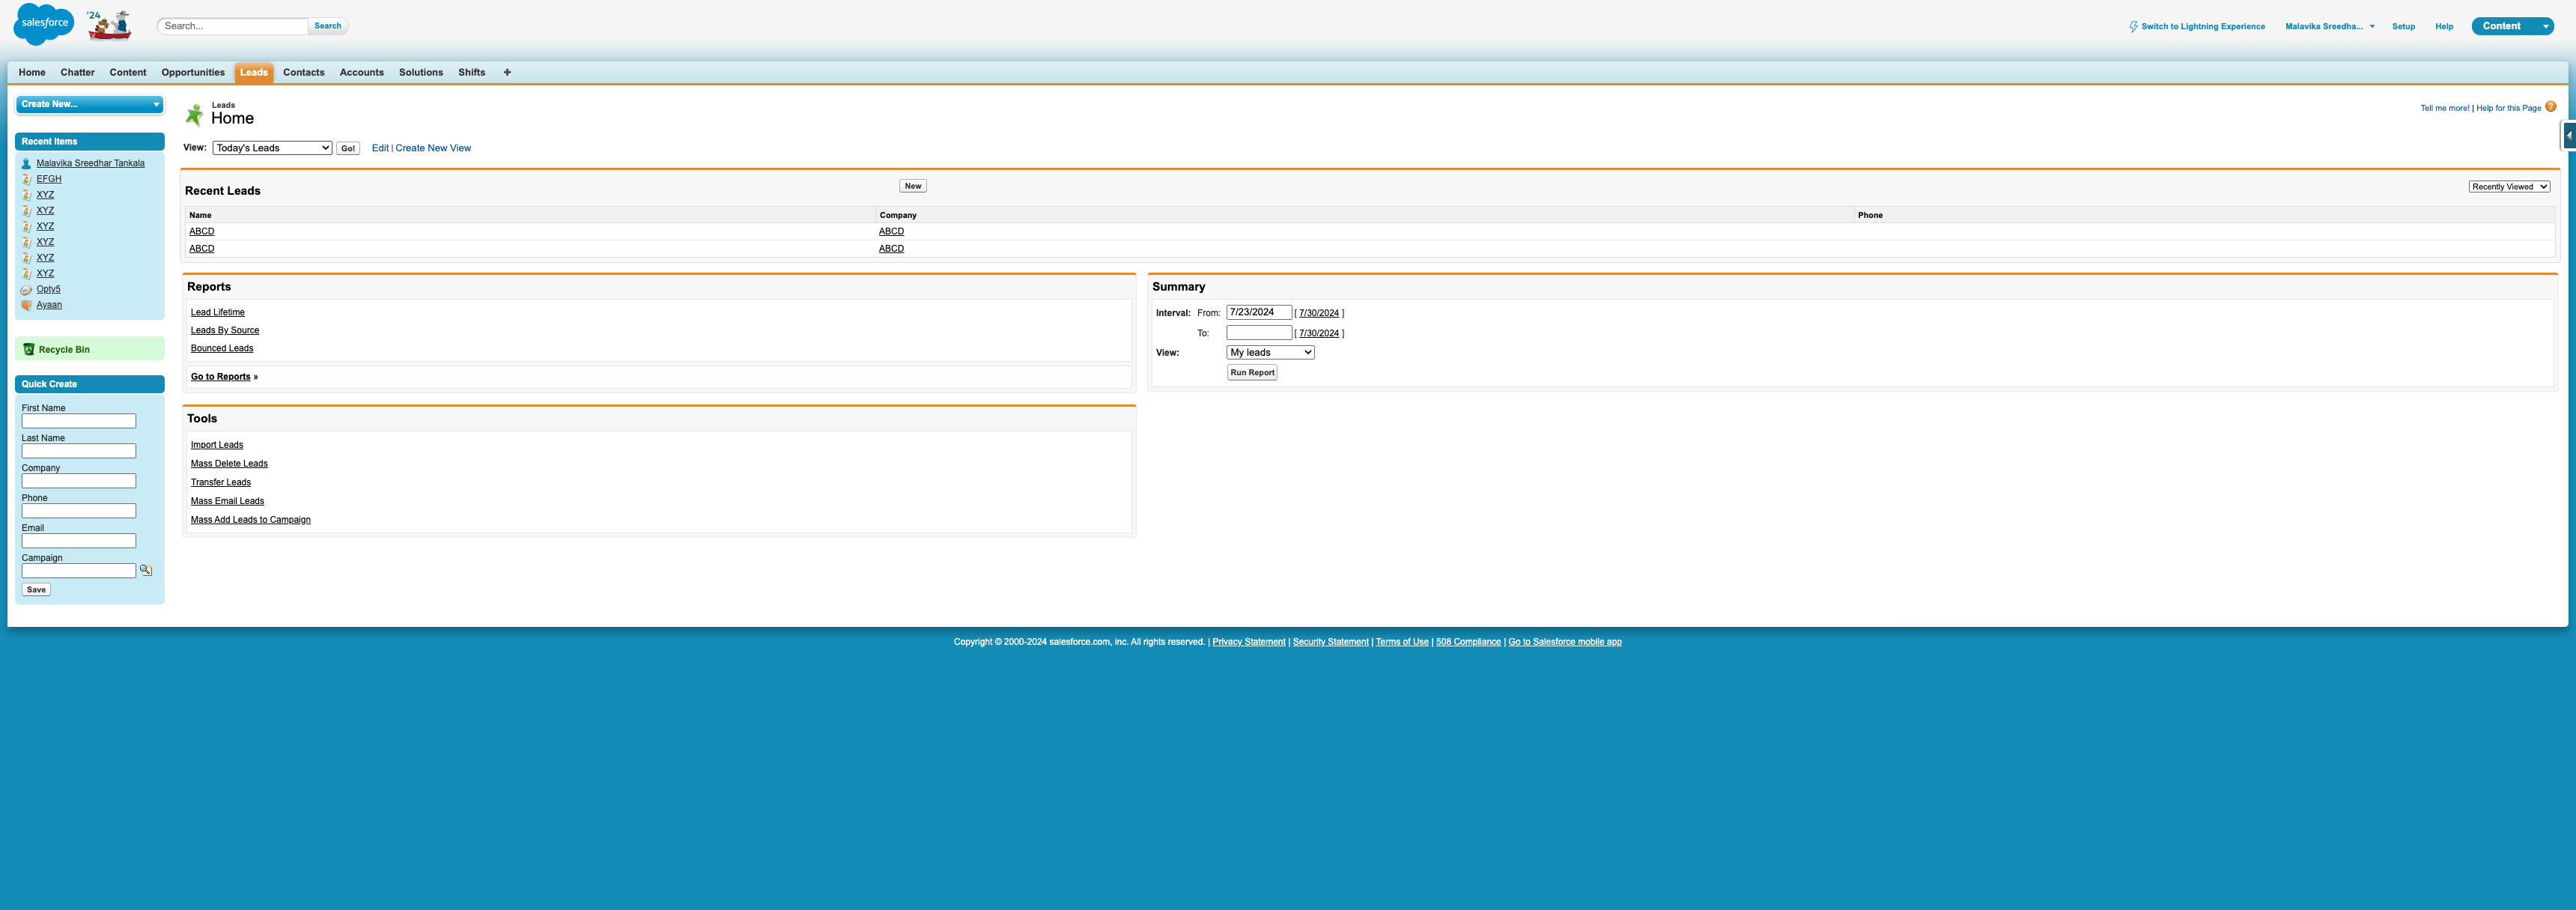 salesforce
'24
Search...
Search
Switch to Lightning Experience
Malavika Sreedha...
Setup
Help
Content
Home
Chatter
Content
Opportunities
Leads
Contacts
Accounts
Solutions
Shifts
+
Create New...
Recent Items
Malavika Sreedhar Tankala
EFGH
XYZ
XYZ
XYZ
XYZ
XYZ
XYZ
Opty5
Ayaan
Recycle Bin
Quick Create
First Name
Last Name
Company
Phone
Email
Campaign
Save
Leads
Home
Tell me more! | Help for this Page ?
View: Today's Leads Go! Edit | Create New View
Recent Leads
New
Recently Viewed
Name Company Phone
ABCD ABCD
ABCD ABCD
Reports
Lead Lifetime
Leads By Source
Bounced Leads
Go to Reports »
Summary
Interval: From: 7/23/2024 [ 7/30/2024 ]
To: [ 7/30/2024 ]
View: My leads
Run Report
Tools
Import Leads
Mass Delete Leads
Transfer Leads
Mass Email Leads
Mass Add Leads to Campaign
Copyright © 2000-2024 salesforce.com, inc. All rights reserved. | Privacy Statement | Security Statement | Terms of Use | 508 Compliance | Go to Salesforce mobile app